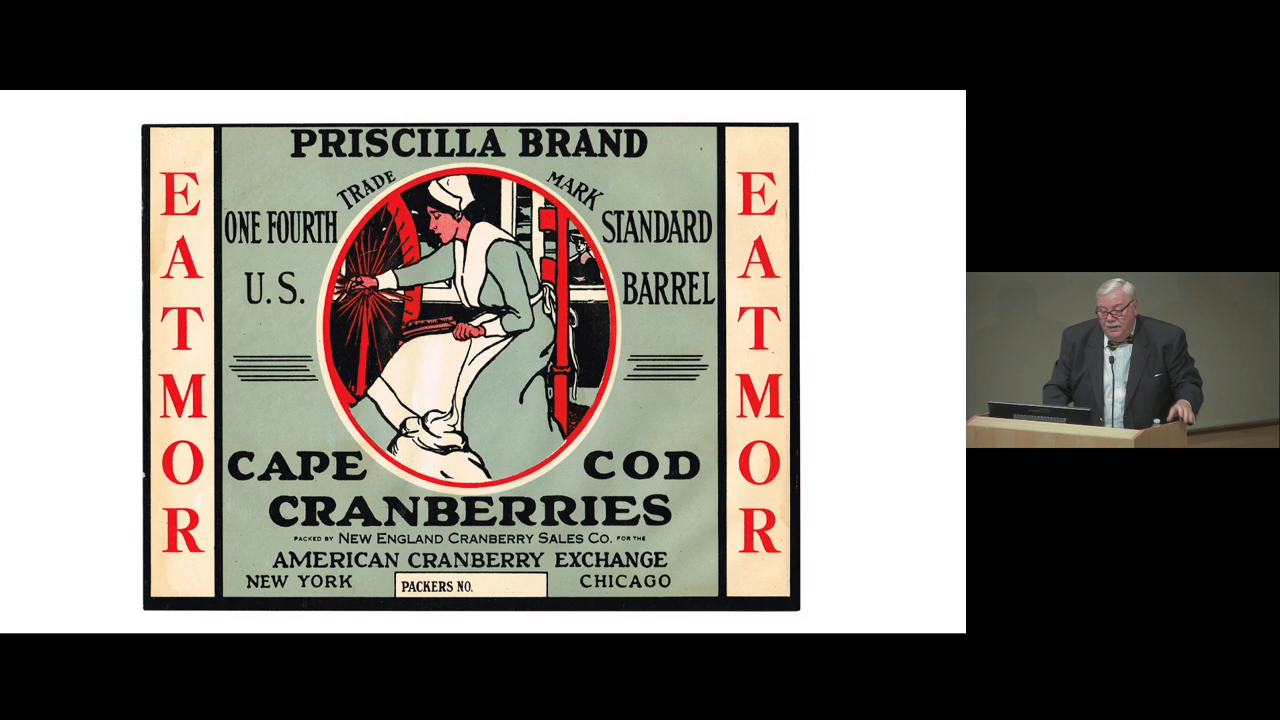 PRISCILLA BRAND
TRADE MARK
ONE FOURTH STANDARD
U.S. BARREL
EATMOR
EATMOR
CAPE COD
CRANBERRIES
PACKED BY NEW ENGLAND CRANBERRY SALES CO. FOR THE
AMERICAN CRANBERRY EXCHANGE
NEW YORK CHICAGO
PACKERS NO.